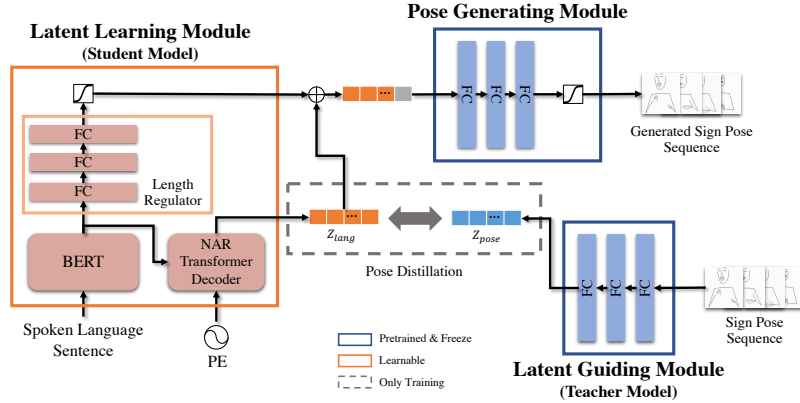 Latent Learning Module
(Student Model)
FC
FC
FC
Length
Regulator
BERT
NAR
Transformer
Decoder
Spoken Language
Sentence
PE
...
Pose Generating Module
FC
FC
FC
Generated Sign Pose
Sequence
...
Z_lang
...
Z_pose
Pose Distillation
FC
FC
FC
Sign Pose
Sequence
Latent Guiding Module
(Teacher Model)
Pretrained & Freeze
Learnable
Only Training